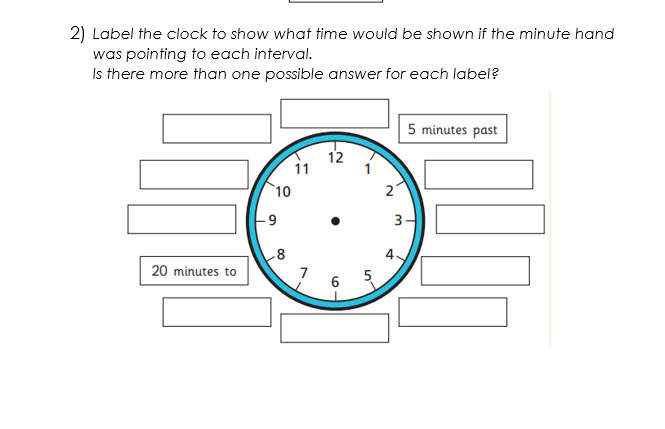 2) Label the clock to show what time would be shown if the minute hand
was pointing to each interval.
Is there more than one possible answer for each label?
5 minutes past
12
11
1
10
2
9
3
8
4
20 minutes to
7
5
6